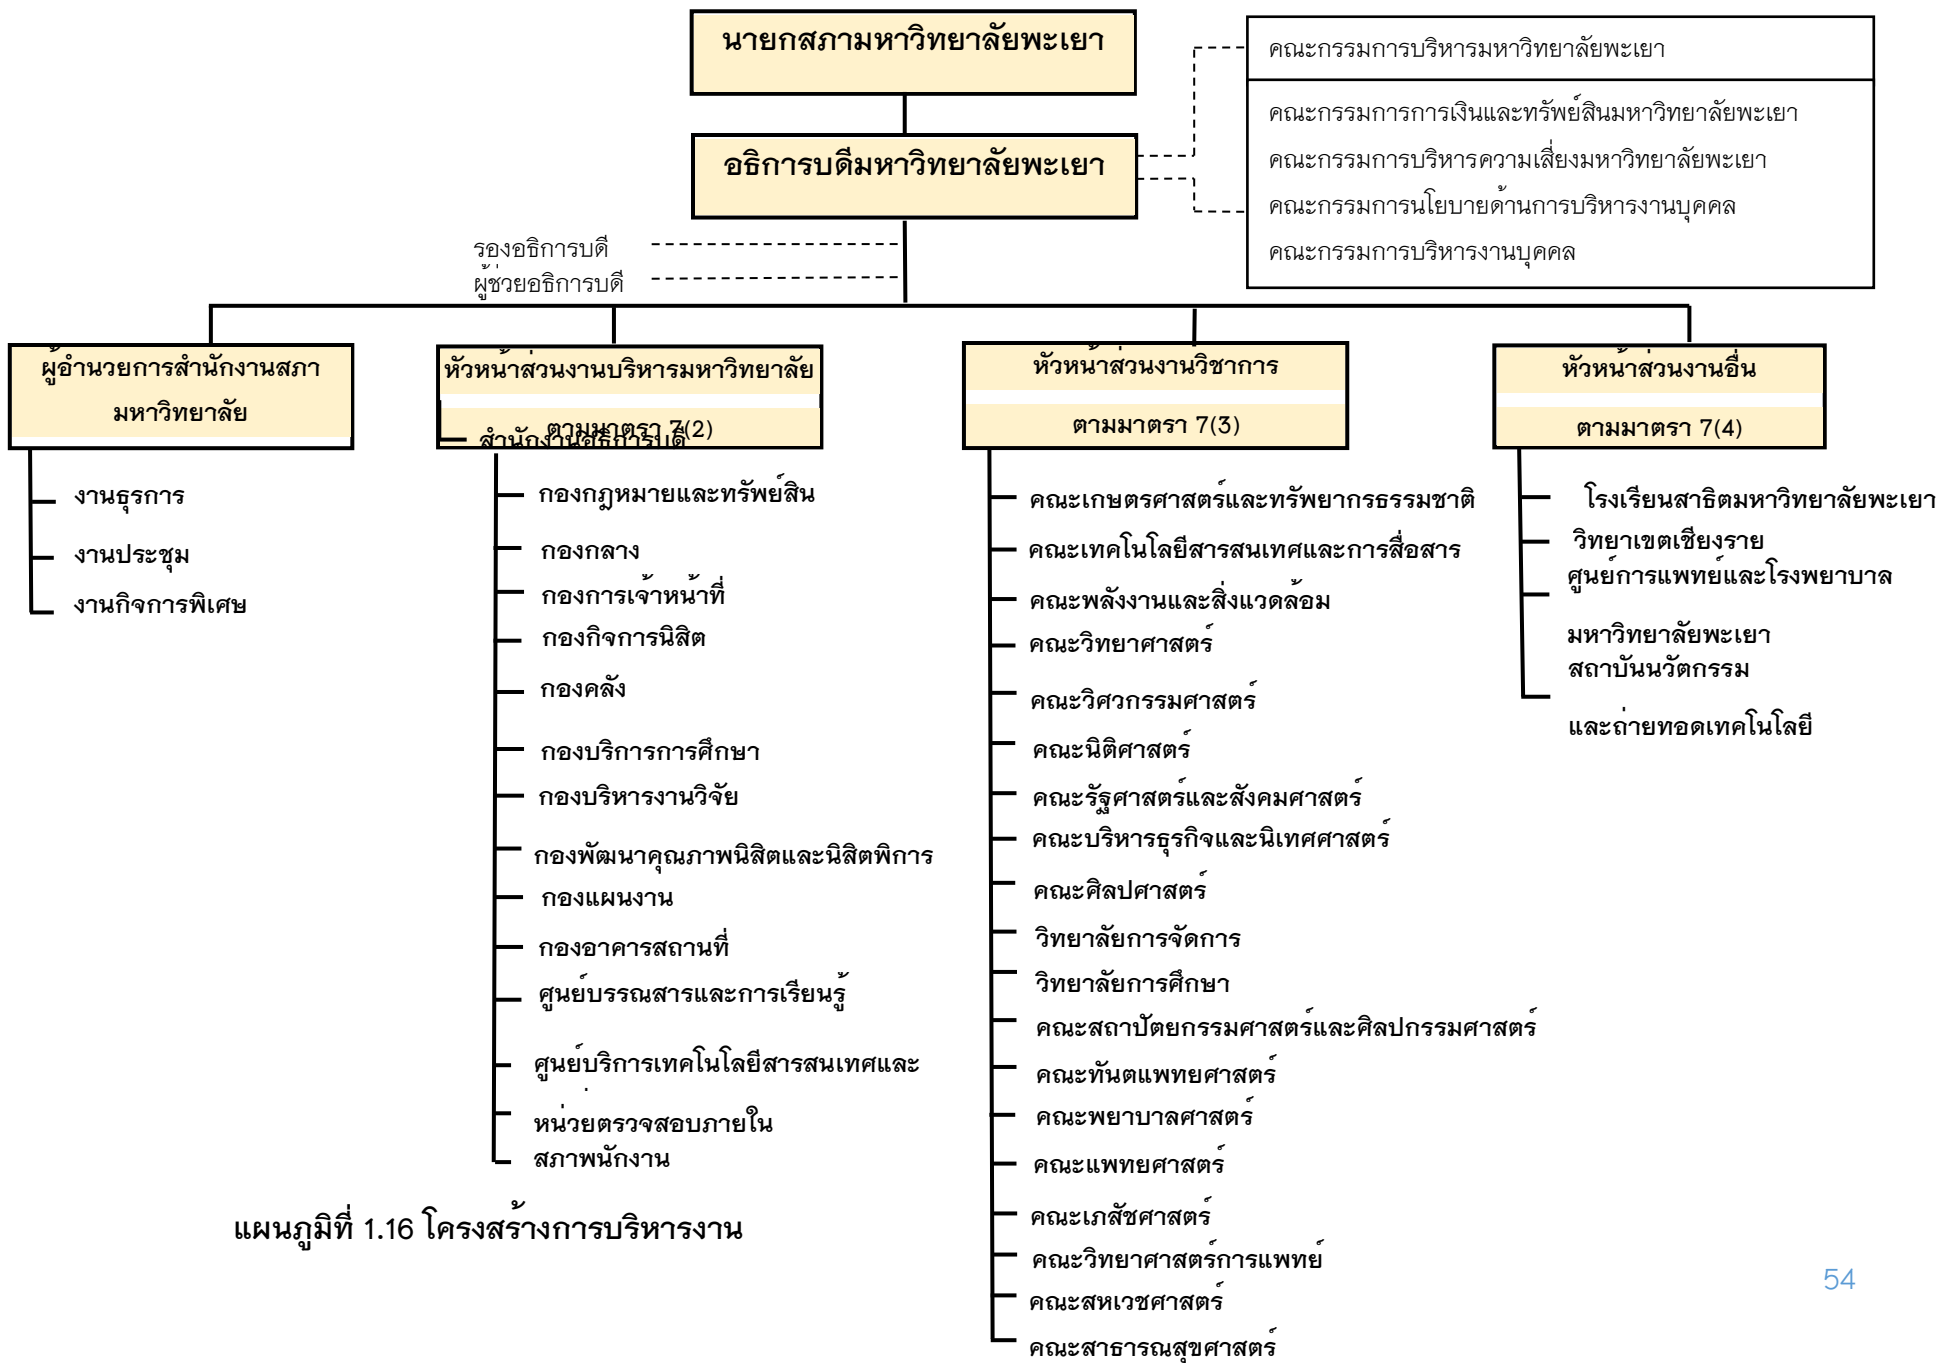 นายกสภามหาวิทยาลัยพะเยา
คณะกรรมการบริหารมหาวิทยาลัยพะเยา
อธิการบดีมหาวิทยาลัยพะเยา
คณะกรรมการการเงินและทรัพย์สินมหาวิทยาลัยพะเยา
คณะกรรมการบริหารความเสี่ยงมหาวิทยาลัยพะเยา
คณะกรรมการนโยบายด้านการบริหารงานบุคคล
คณะกรรมการบริหารงานบุคคล
รองอธิการบดี
ผู้ช่วยอธิการบดี
ผู้อำนวยการสำนักงานสภา
มหาวิทยาลัย
งานธุรการ
งานประชุม
งานกิจการพิเศษ
หัวหน้าส่วนงานบริหารมหาวิทยาลัย
ตามมาตรา 7(2)
สำนักงานอธิการบดี
กองกฎหมายและทรัพย์สิน
กองกลาง
กองการเจ้าหน้าที่
กองกิจการนิสิต
กองคลัง
กองบริการการศึกษา
กองบริหารงานวิจัย
กองพัฒนาคุณภาพนิสิตและนิสิตพิการ
กองแผนงาน
กองอาคารสถานที่
ศูนย์บรรณสารและการเรียนรู้
ศูนย์บริการเทคโนโลยีสารสนเทศและ
หน่วยตรวจสอบภายใน
สภาพนักงาน
หัวหน้าส่วนงานวิชาการ
ตามมาตรา 7(3)
คณะเกษตรศาสตร์และทรัพยากรธรรมชาติ
คณะเทคโนโลยีสารสนเทศและการสื่อสาร
คณะพลังงานและสิ่งแวดล้อม
คณะวิทยาศาสตร์
คณะวิศวกรรมศาสตร์
คณะนิติศาสตร์
คณะรัฐศาสตร์และสังคมศาสตร์
คณะบริหารธุรกิจและนิเทศศาสตร์
คณะศิลปศาสตร์
วิทยาลัยการจัดการ
วิทยาลัยการศึกษา
คณะสถาปัตยกรรมศาสตร์และศิลปกรรมศาสตร์
คณะทันตแพทยศาสตร์
คณะพยาบาลศาสตร์
คณะแพทยศาสตร์
คณะเภสัชศาสตร์
คณะวิทยาศาสตร์การแพทย์
คณะสหเวชศาสตร์
คณะสาธารณสุขศาสตร์
หัวหน้าส่วนงานอื่น
ตามมาตรา 7(4)
โรงเรียนสาธิตมหาวิทยาลัยพะเยา
วิทยาเขตเชียงราย
ศูนย์การแพทย์และโรงพยาบาล
มหาวิทยาลัยพะเยา
สถาบันนวัตกรรม
และถ่ายทอดเทคโนโลยี
แผนภูมิที่ 1.16 โครงสร้างการบริหารงาน
54